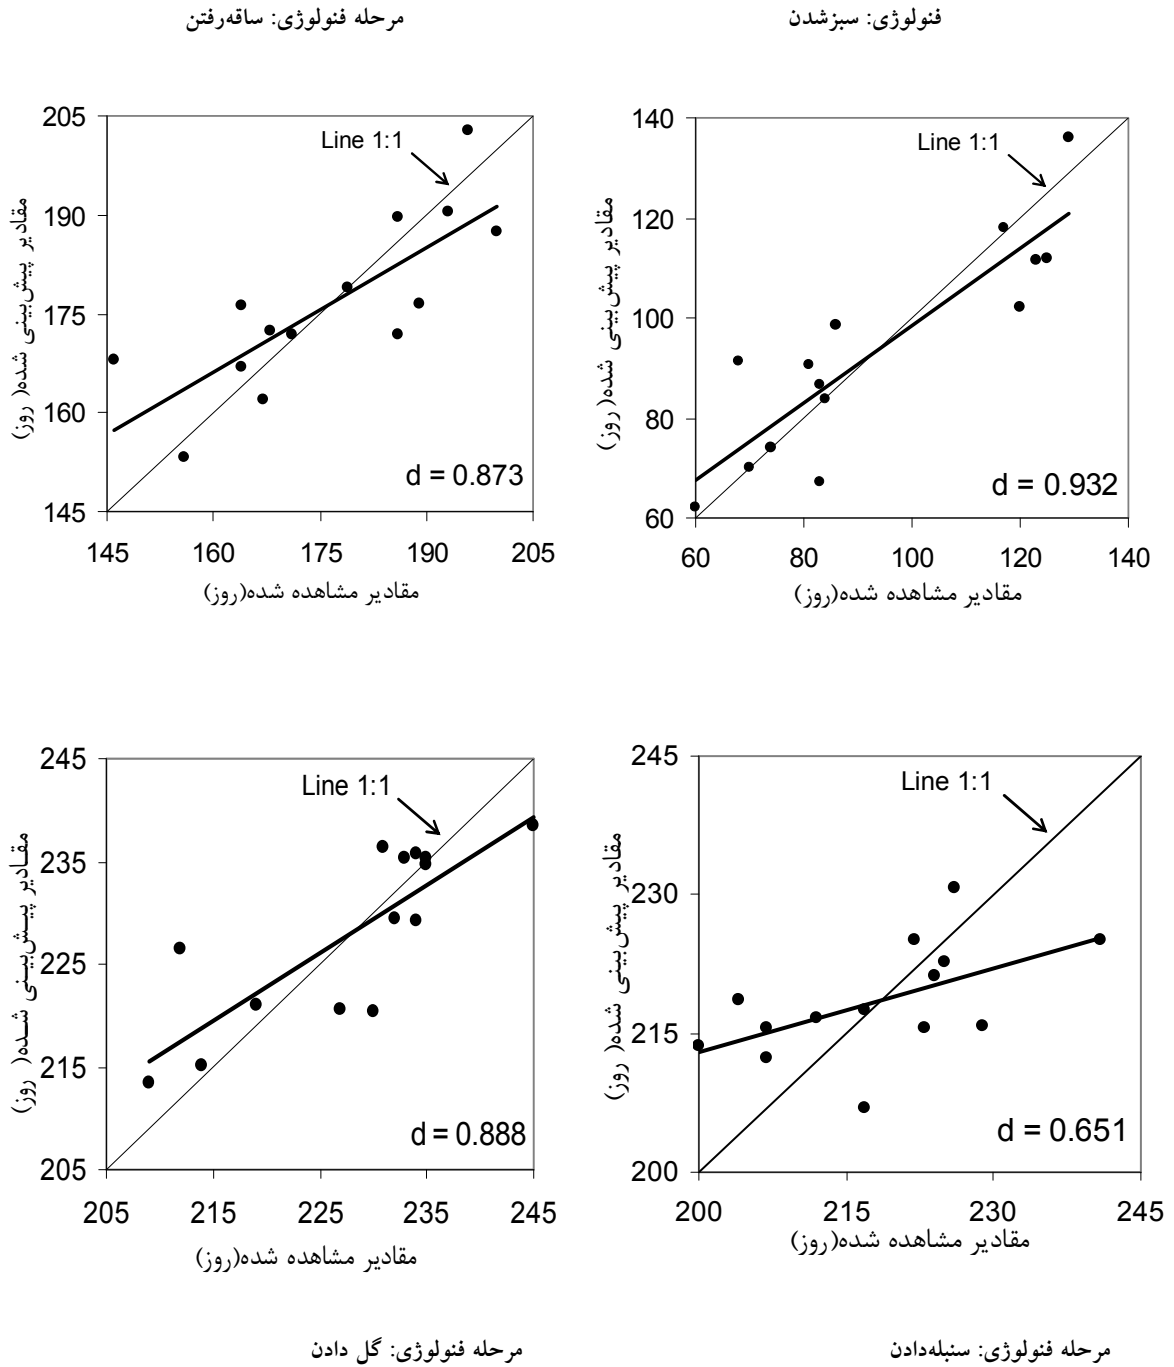 فنولوژی: سبزشدن
مرحله فنولوژی: ساقه‌رفتن
140
120
100
80
60
60 80 100 120 140
Line 1:1
d = 0.932
مقادیر پیش‌بینی شده( روز)
مقادیر مشاهده شده(روز)
205
190
175
160
145
145 160 175 190 205
Line 1:1
d = 0.873
مقادیر پیش‌بینی شده( روز)
مقادیر مشاهده شده(روز)
245
230
215
200
200 215 230 245
Line 1:1
d = 0.651
مقادیر پیش‌بینی شده( روز)
مقادیر مشاهده شده(روز)
245
235
225
215
205
205 215 225 235 245
Line 1:1
d = 0.888
مقادیر پیش‌بینی شده( روز)
مقادیر مشاهده شده(روز)
مرحله فنولوژی: سنبله‌دادن
مرحله فنولوژی: گل دادن